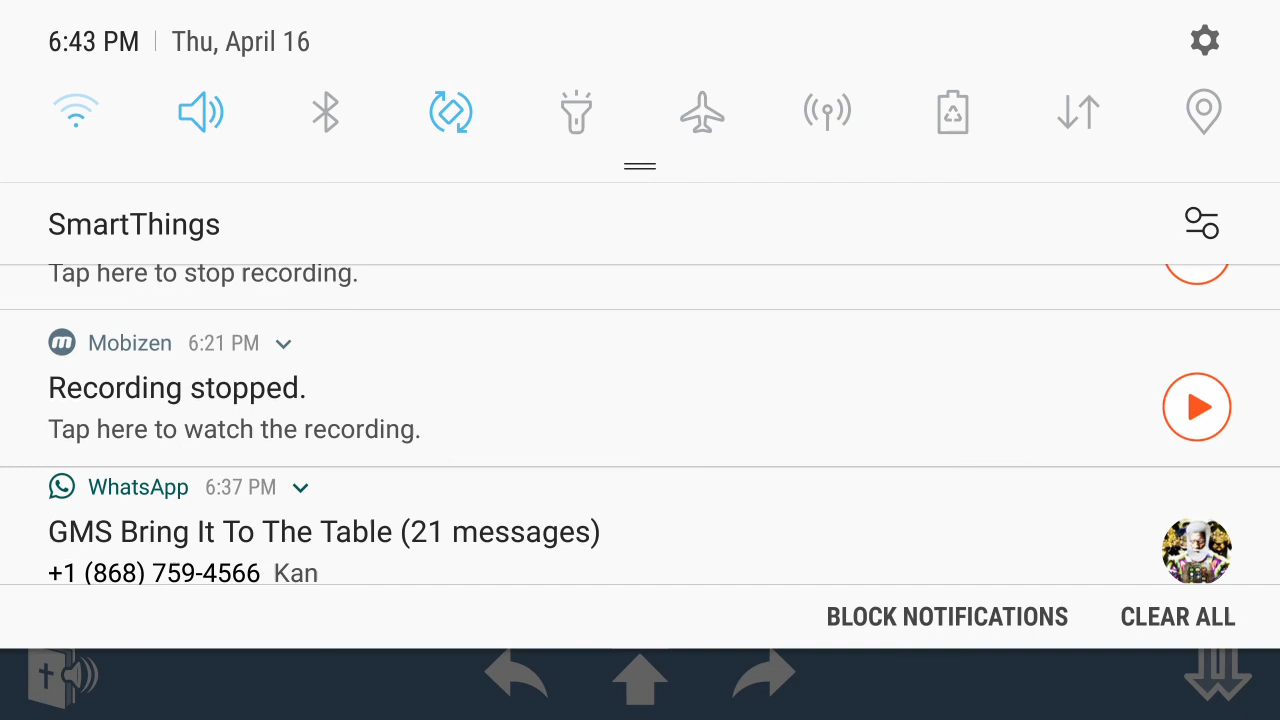 6:43 PM Thu, April 16
SmartThings
Tap here to stop recording.
Mobizen 6:21 PM
Recording stopped.
Tap here to watch the recording.
WhatsApp 6:37 PM
GMS Bring It To The Table (21 messages)
+1 (868) 759-4566 Kan
BLOCK NOTIFICATIONS CLEAR ALL